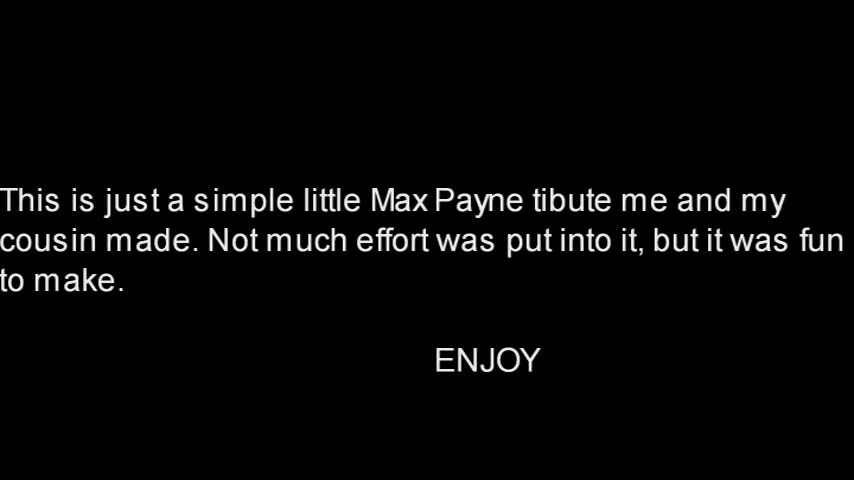 This is just a simple little Max Payne tibute me and my
cousin made. Not much effort was put into it, but it was fun
to make.
ENJOY